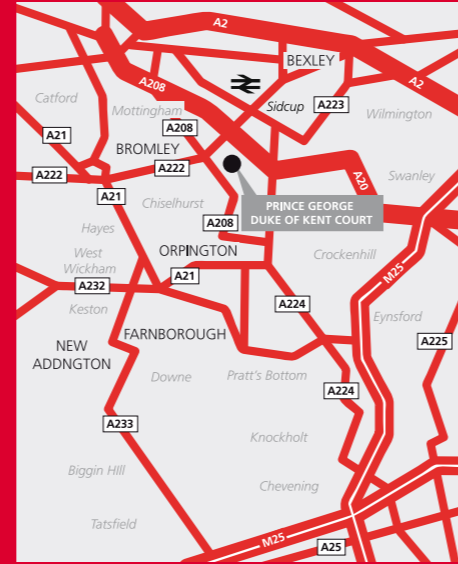 A2
BEXLEY
A2
A208
Catford
Mottingham
Sidcup
A223
Wilmington
A21
A208
BROMLEY
A222
A222
A20
Swanley
A21
Chiselhurst
PRINCE GEORGE
DUKE OF KENT COURT
A208
Hayes
ORPINGTON
Crockenhill
West
Wickham
A21
M25
A232
A224
Keston
Eynsford
FARNBOROUGH
A225
NEW
ADDNGTON
Downe
Pratt's Bottom
A224
A233
Knockholt
Biggin HIll
Chevening
Tatsfield
M25
A25